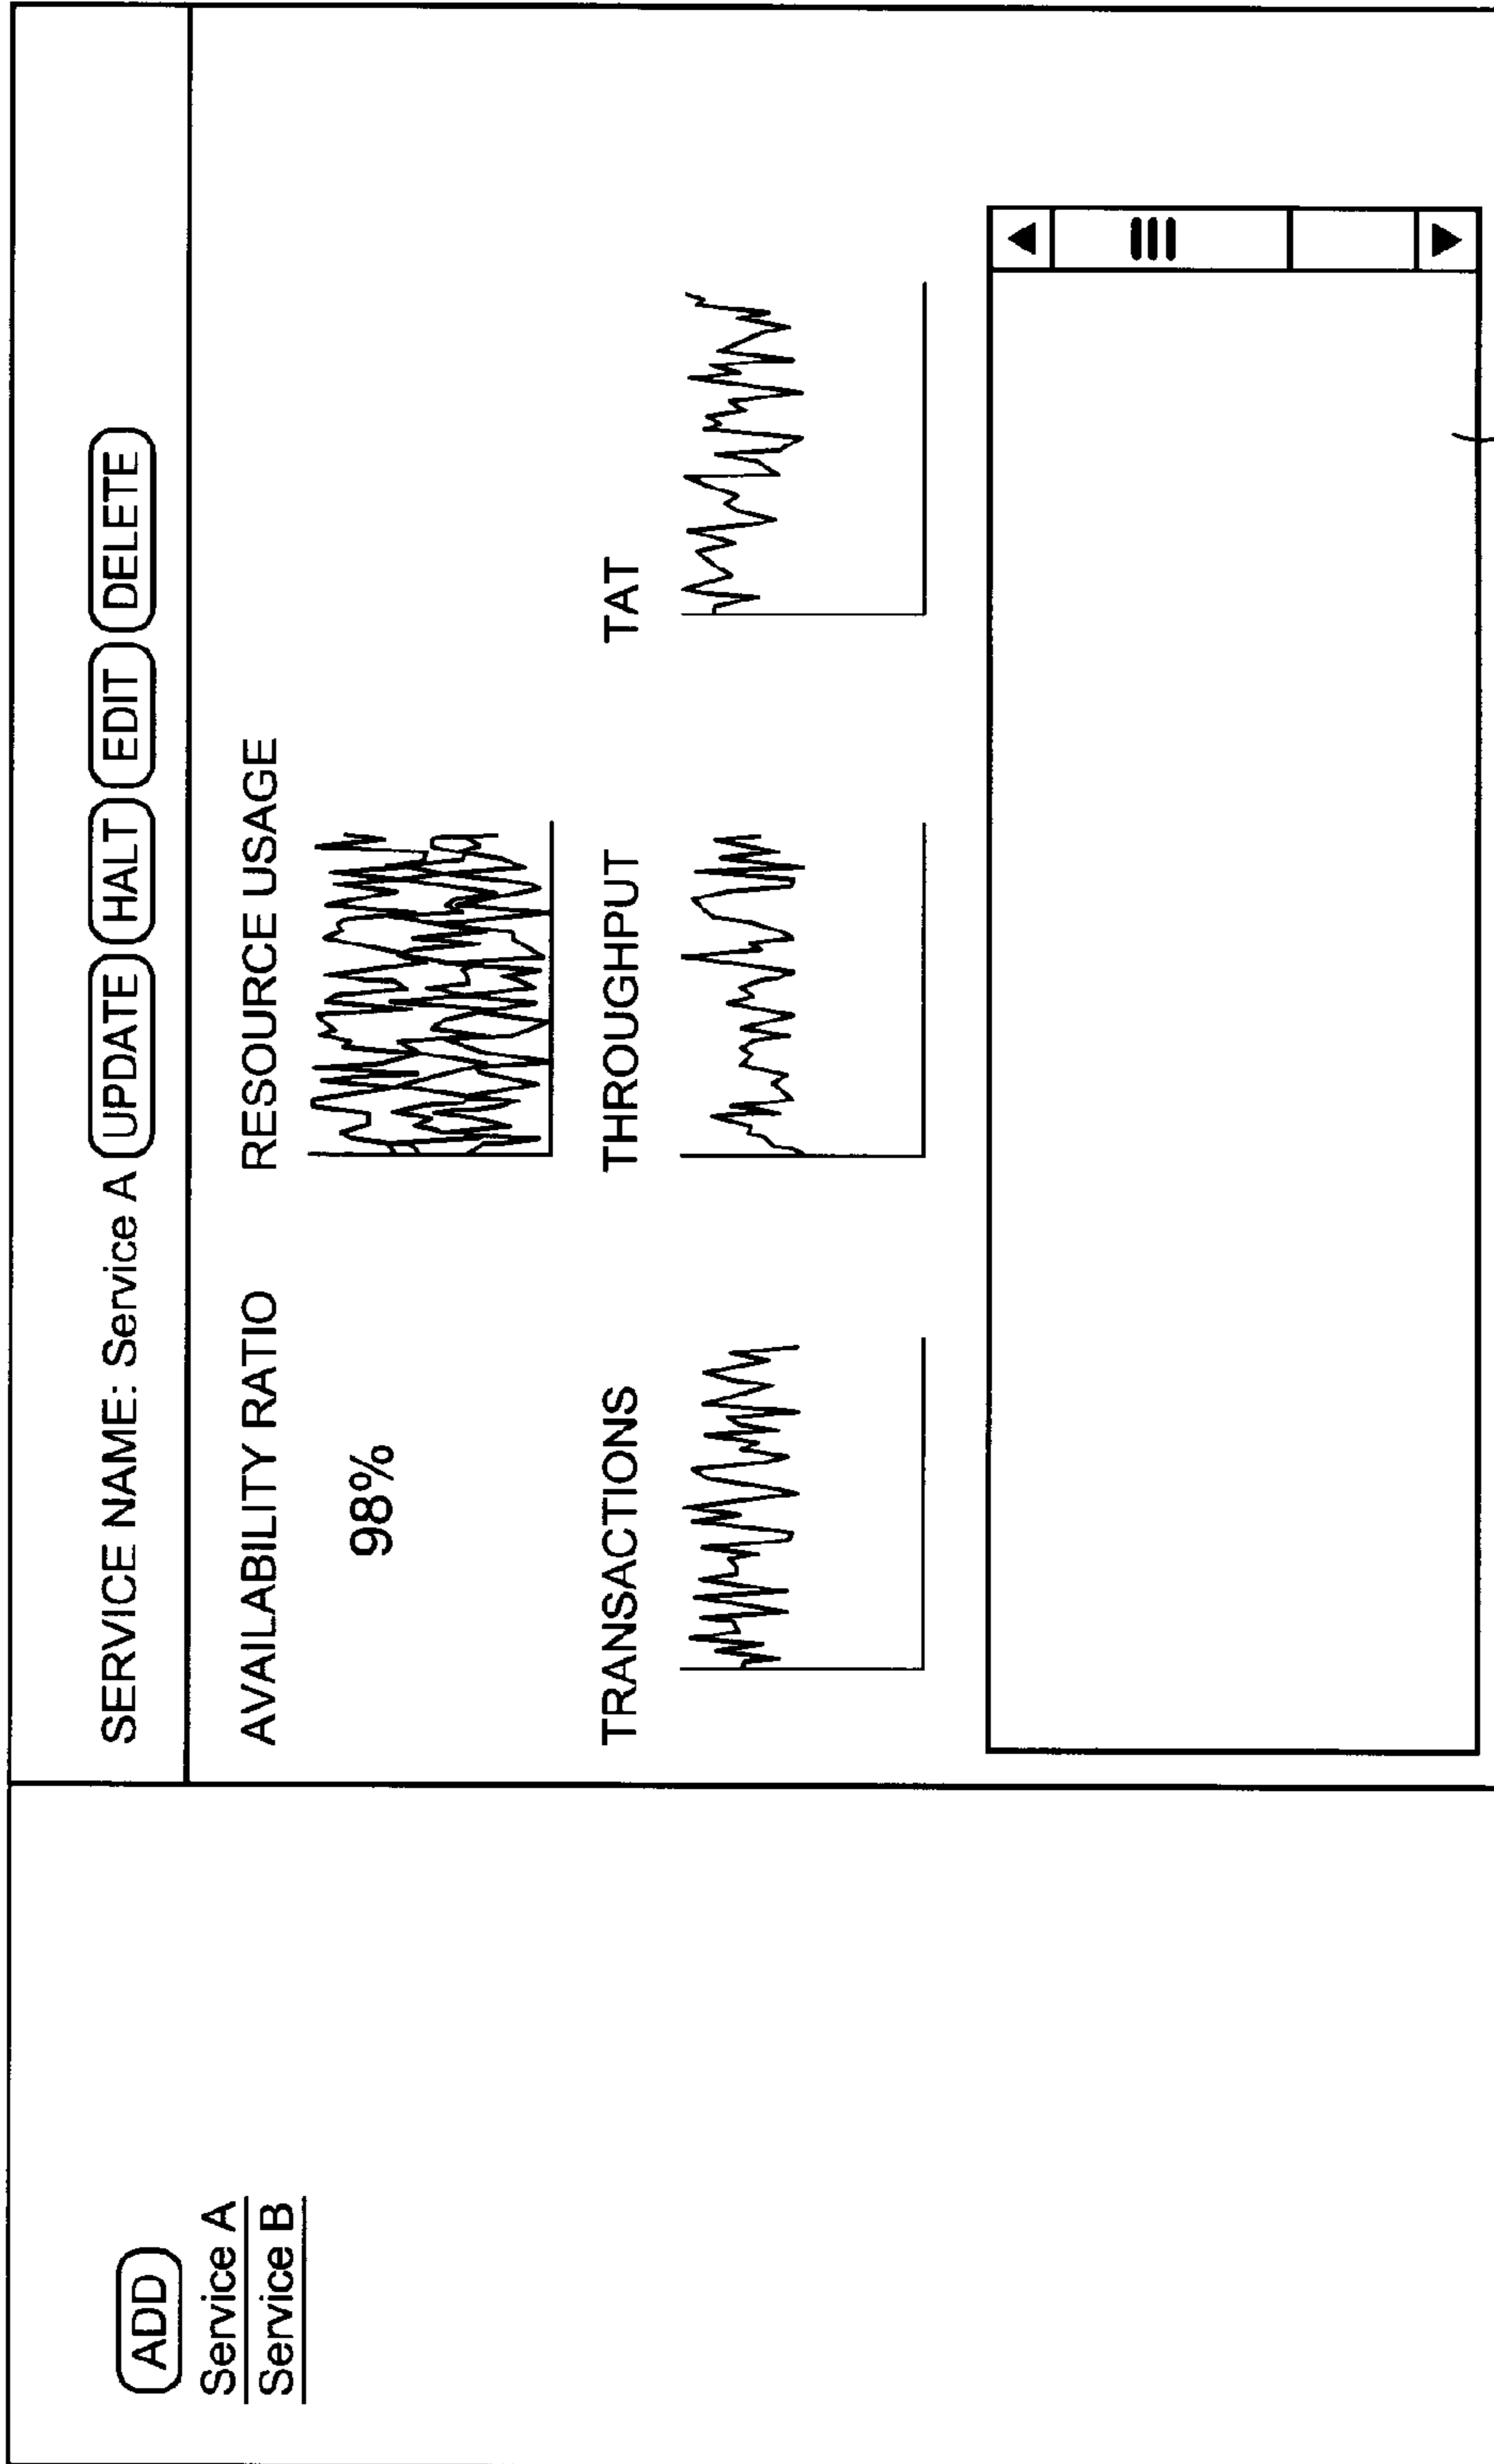 ADD
Service A
Service B
SERVICE NAME: Service A UPDATE HALT EDIT DELETE
AVAILABILITY RATIO RESOURCE USAGE
98%
TRANSACTIONS THROUGHPUT TAT